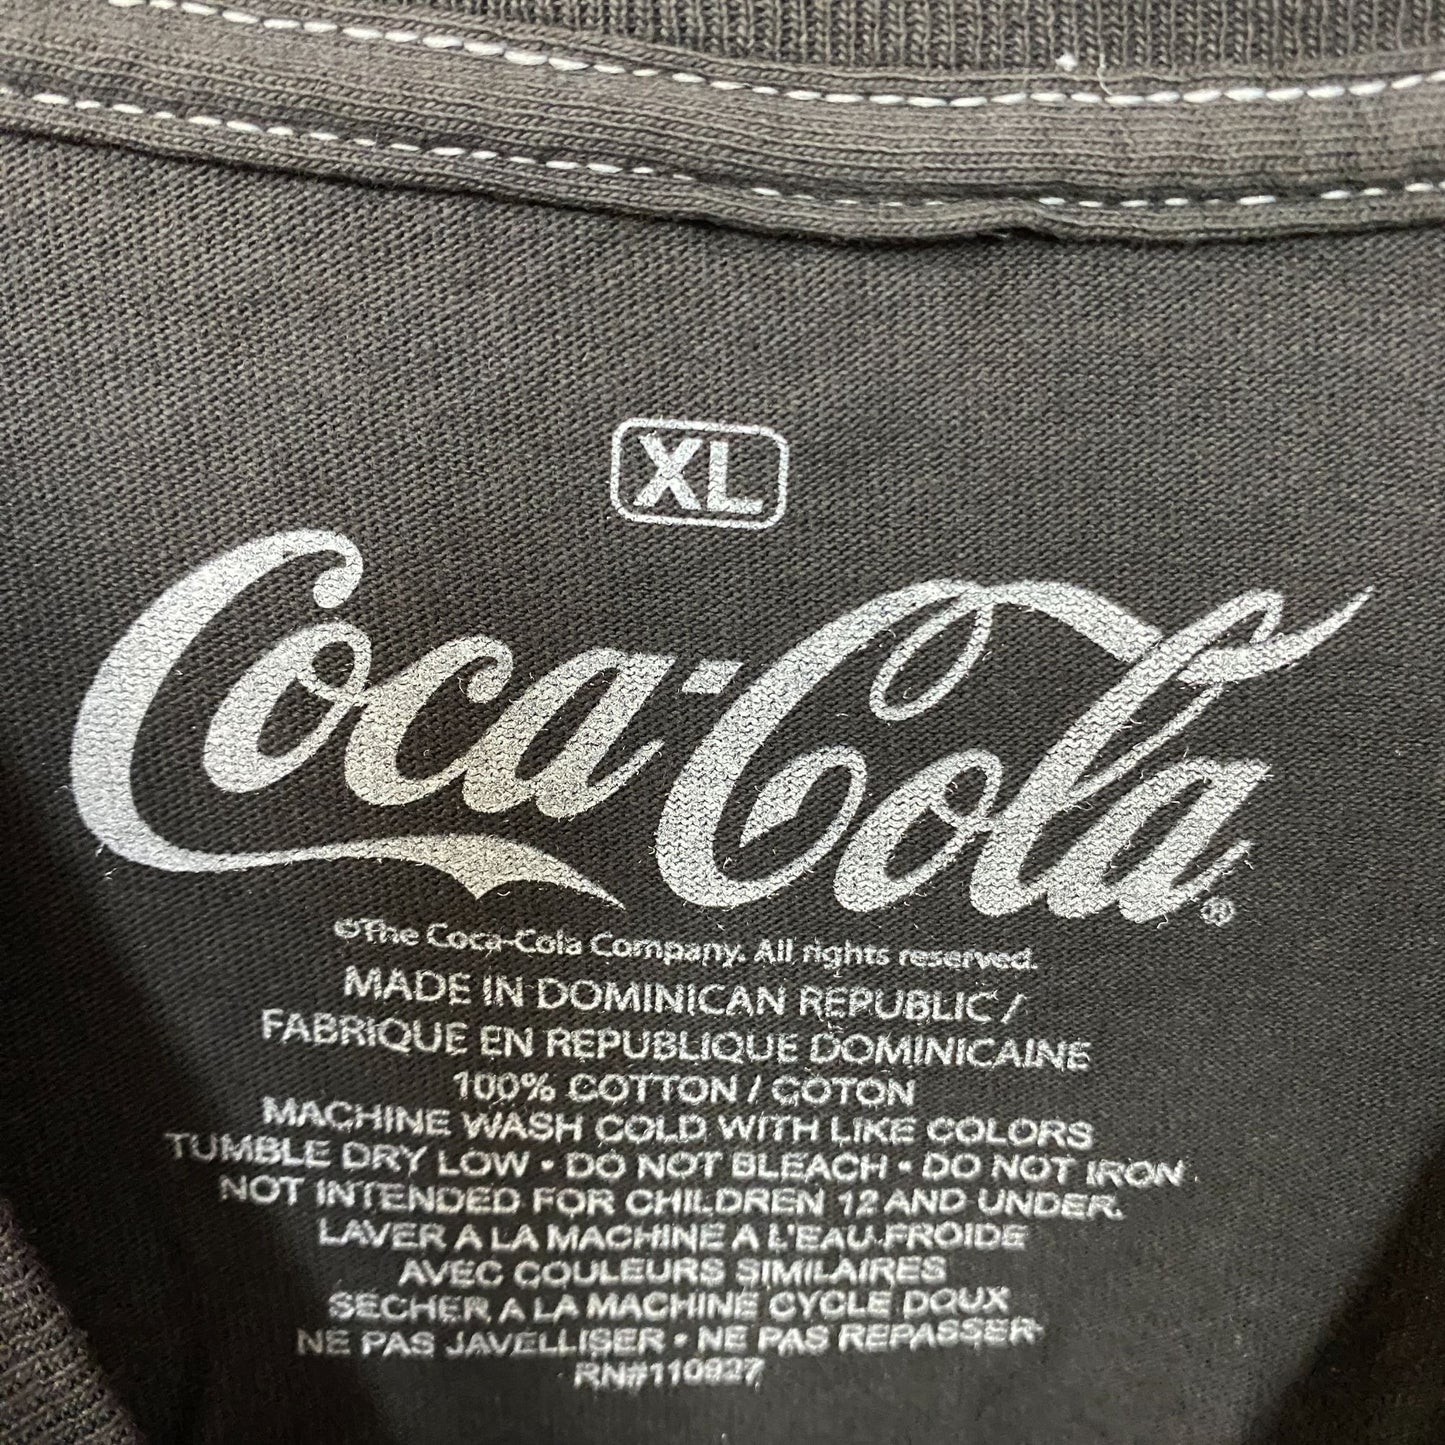 XL
Coca-Cola®
©The Coca-Cola Company. All rights reserved.
MADE IN DOMINICAN REPUBLIC /
FABRIQUE EN REPUBLIQUE DOMINICAINE
100% COTTON / COTON
MACHINE WASH COLD WITH LIKE COLORS
TUMBLE DRY LOW • DO NOT BLEACH • DO NOT IRON
NOT INTENDED FOR CHILDREN 12 AND UNDER.
LAVER A LA MACHINE A L'EAU FROIDE
AVEC COULEURS SIMILAIRES
SECHER A LA MACHINE CYCLE DOUX
NE PAS JAVELLISER • NE PAS REPASSER
RN#110927